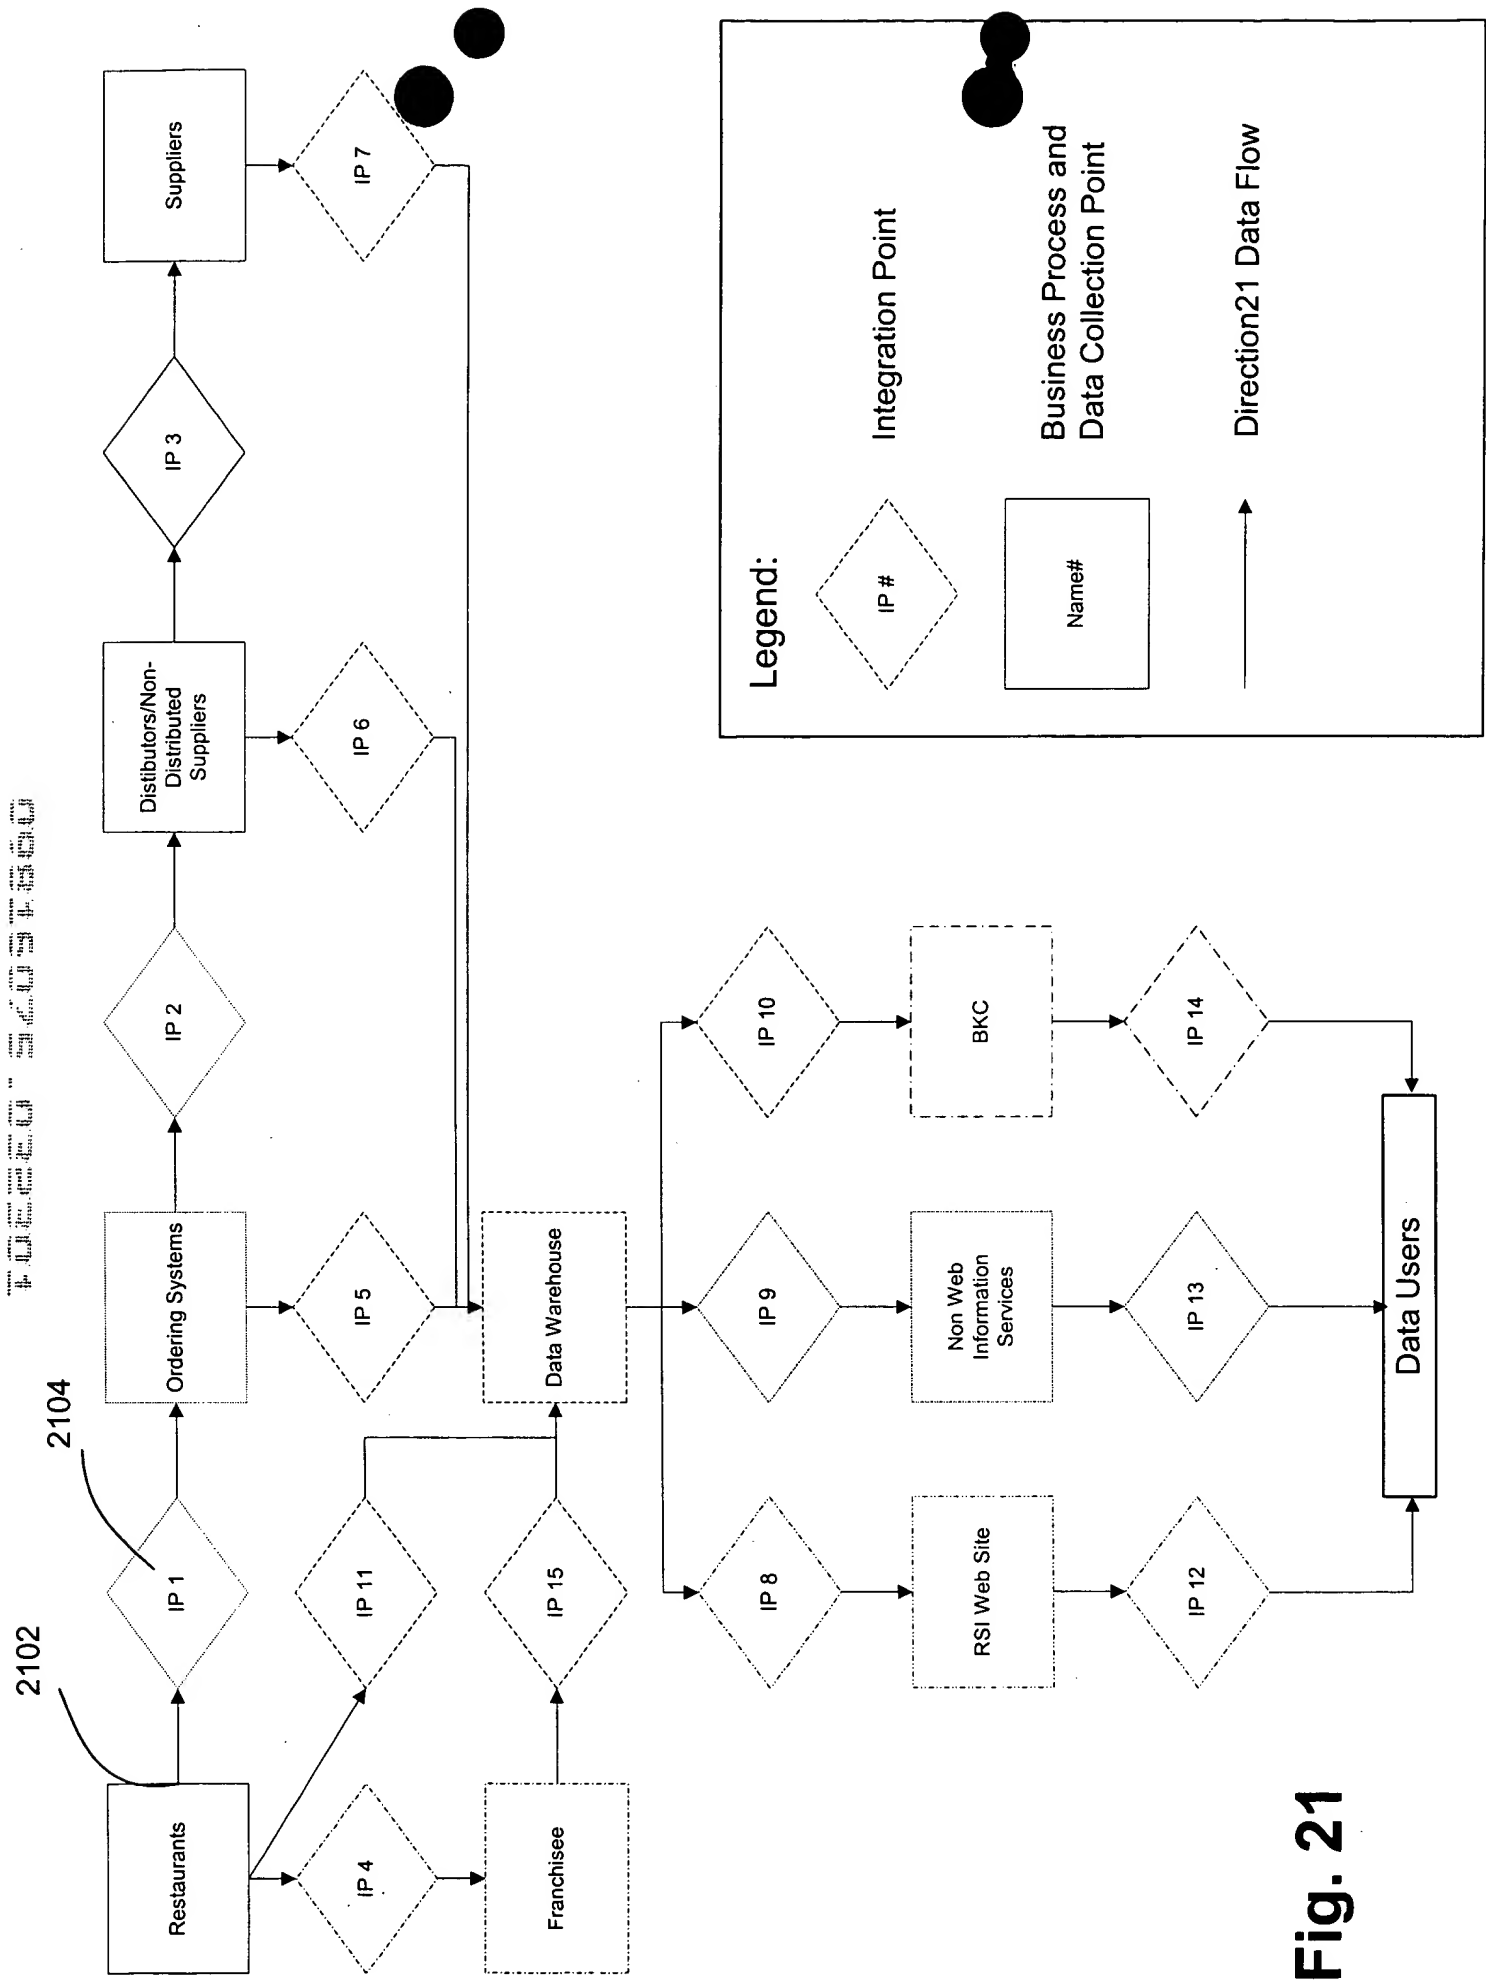 2102
2104
Restaurants
IP 1
Ordering Systems
IP 2
Distibutors/Non-
Distributed
Suppliers
IP 3
Suppliers
IP 4
IP 11
IP 5
IP 6
IP 7
Franchisee
IP 15
Data Warehouse
IP 8
IP 9
IP 10
RSI Web Site
Non Web
Information
Services
BKC
IP 12
IP 13
IP 14
Data Users
Legend:
IP #
Integration Point
Name#
Business Process and
Data Collection Point
Direction21 Data Flow
Fig. 21